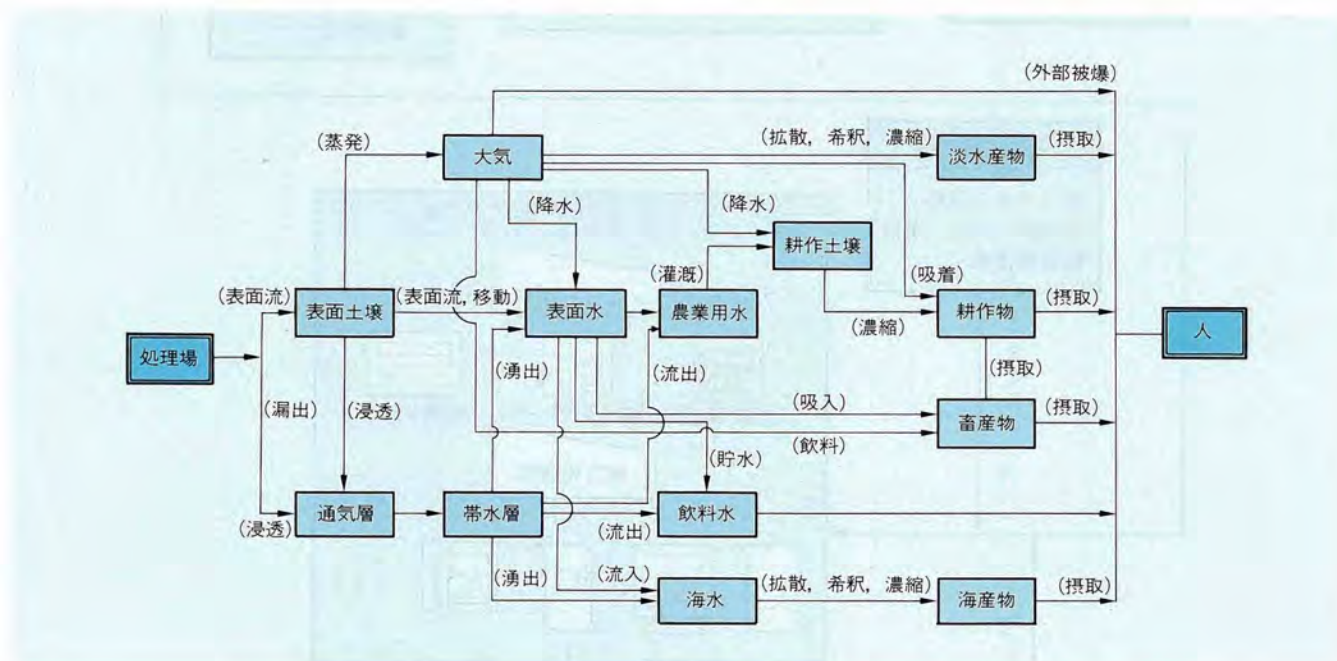 (外部被爆)
(蒸発)
大気
(拡散, 希釈, 濃縮)
淡水産物
(摂取)
(降水)
(降水)
耕作土壌
(表面流)
表面土壌
(表面流, 移動)
表面水
(灌漑)
農業用水
(吸着)
(濃縮)
耕作物
(摂取)
人
処理場
(漏出)
(浸透)
(湧出)
(流出)
(摂取)
(吸入)
畜産物
(摂取)
(飲料)
(貯水)
(浸透)
通気層
帯水層
(流出)
飲料水
(湧出)
(流入)
海水
(拡散, 希釈, 濃縮)
海産物
(摂取)